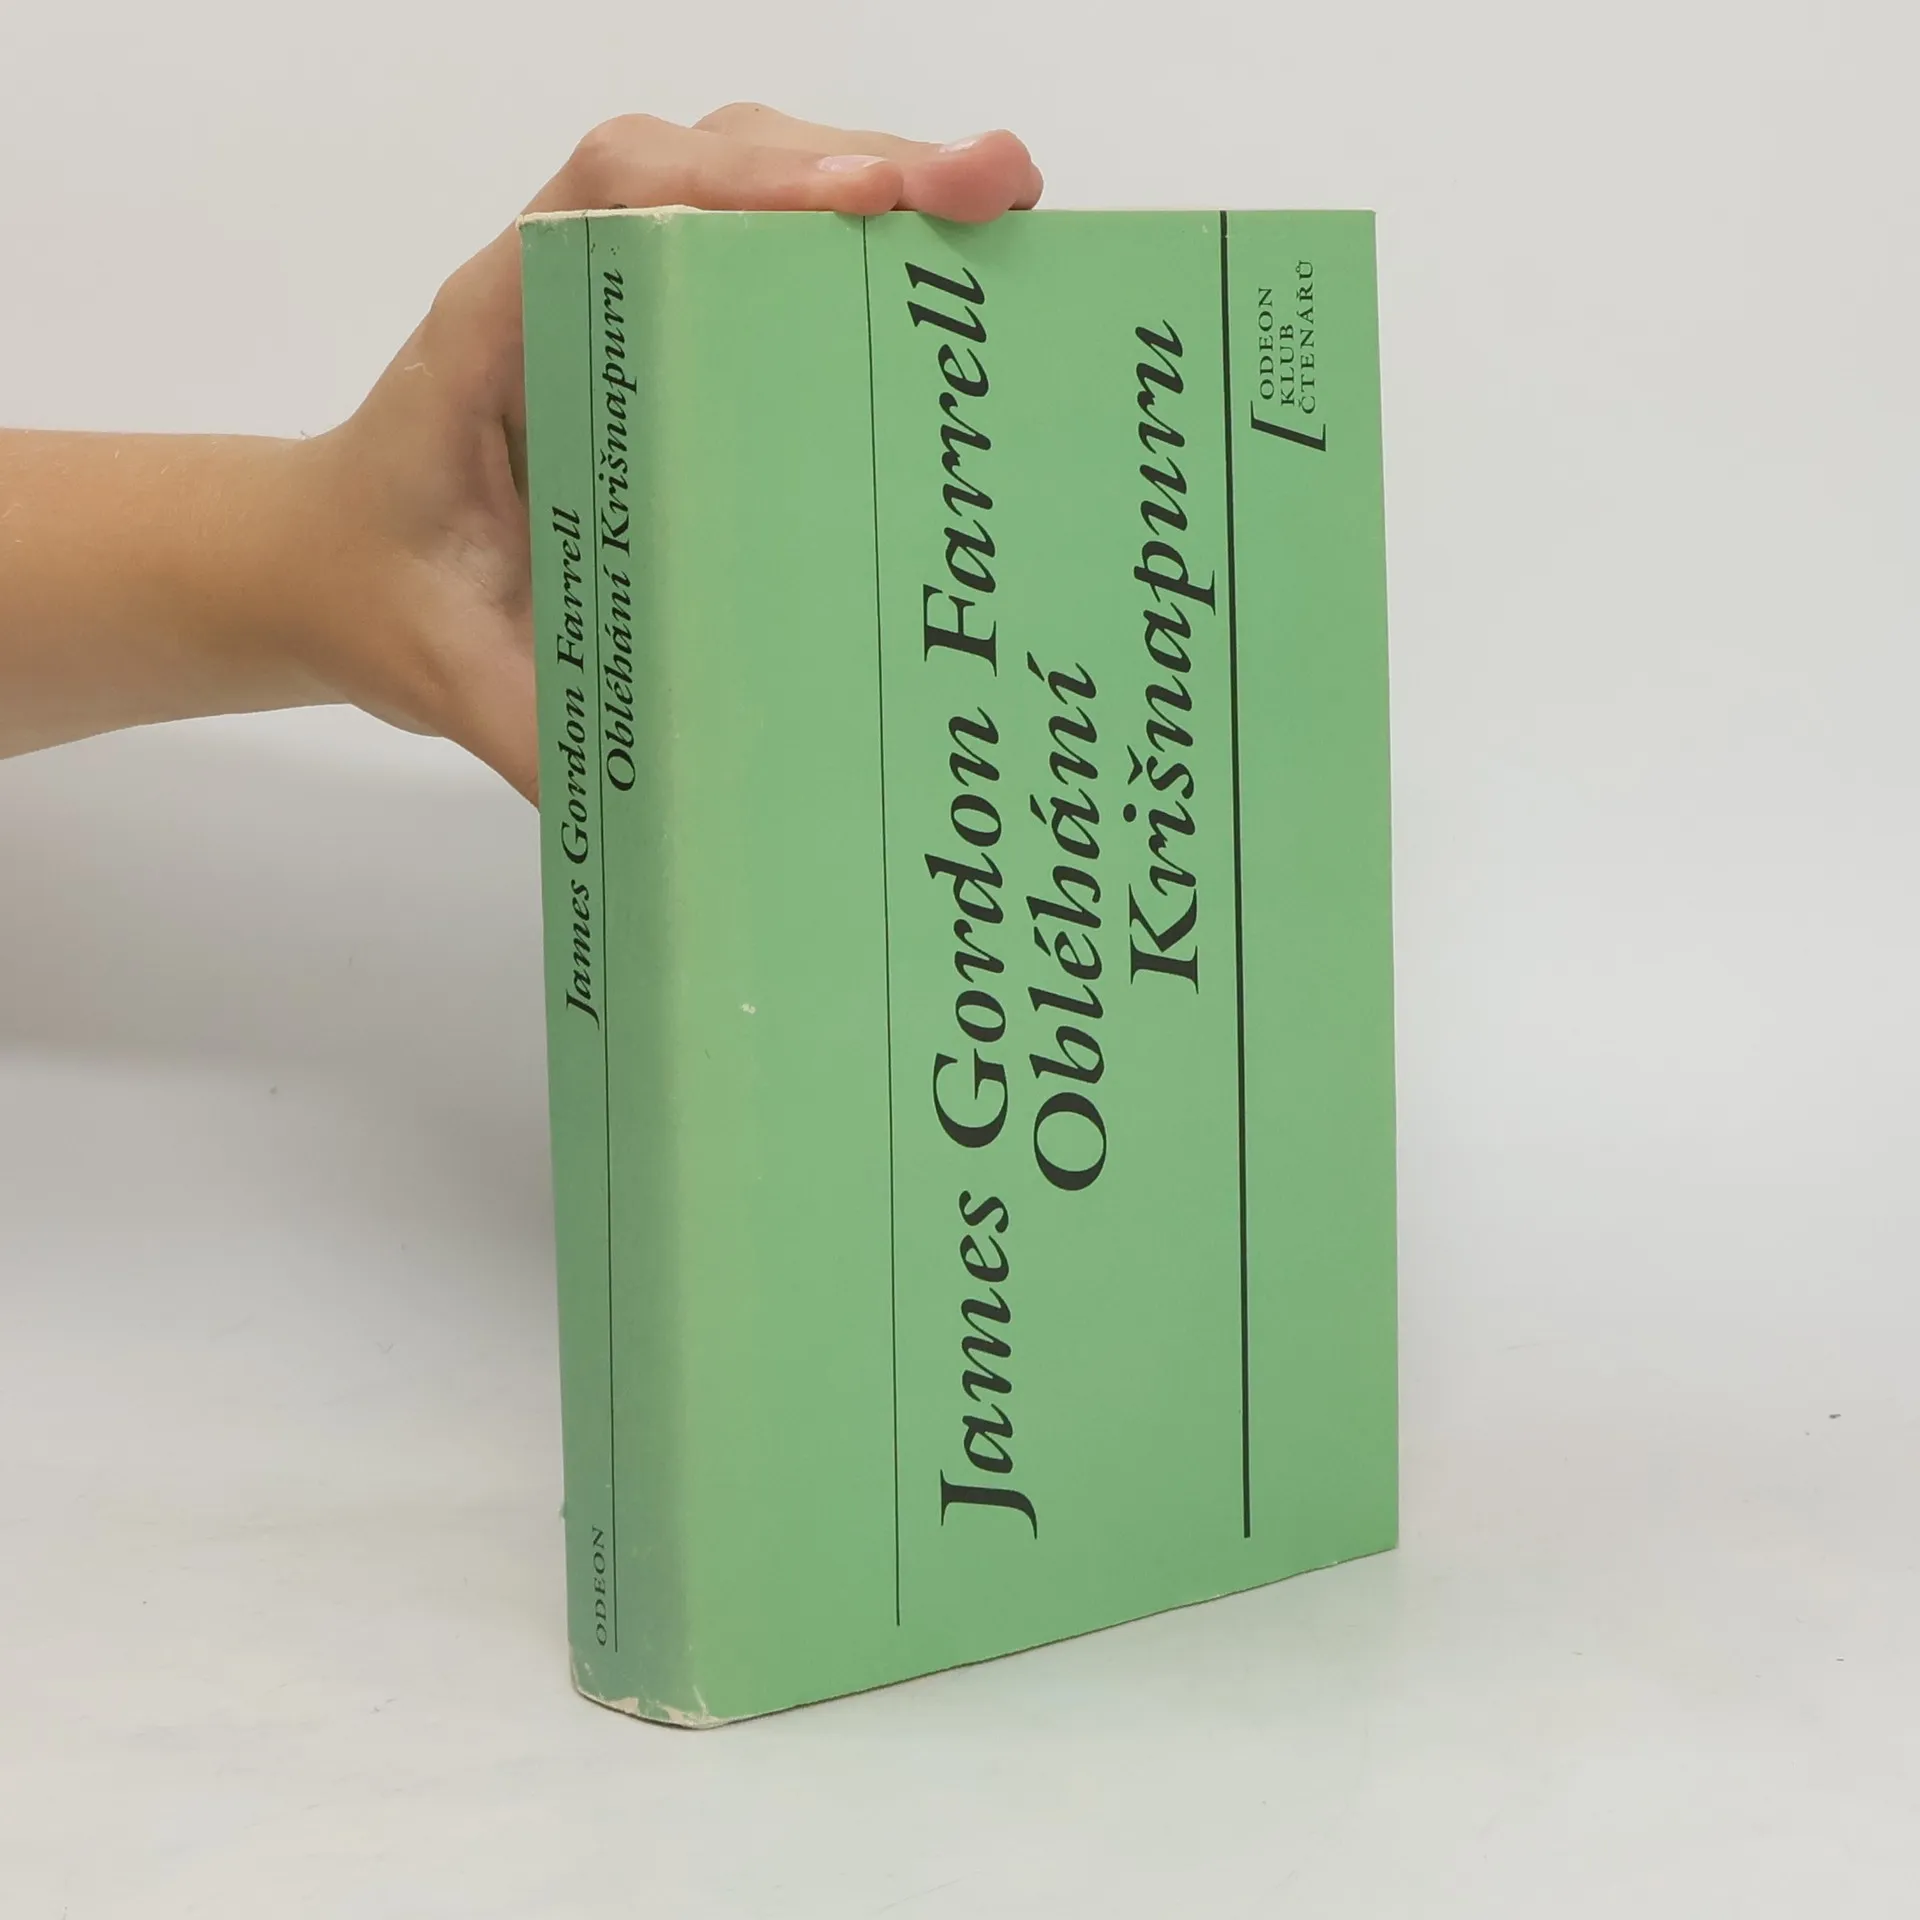 James Gordon Farrell
Obléhání Krišnapuru
ODEON
James Gordon Farrell
Obléhání
Krišnapuru
ODEON
KLUB
ČTENÁŘŮ